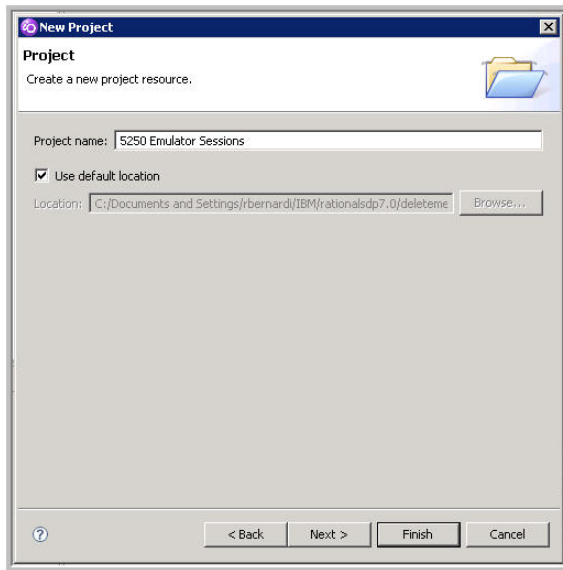 New Project
Project
Create a new project resource.
Project name: 5250 Emulator Sessions
Use default location
Location: C:/Documents and Settings/rbernardi/IBM/rationalsdp7.0/deleteme Browse...
< Back Next > Finish Cancel